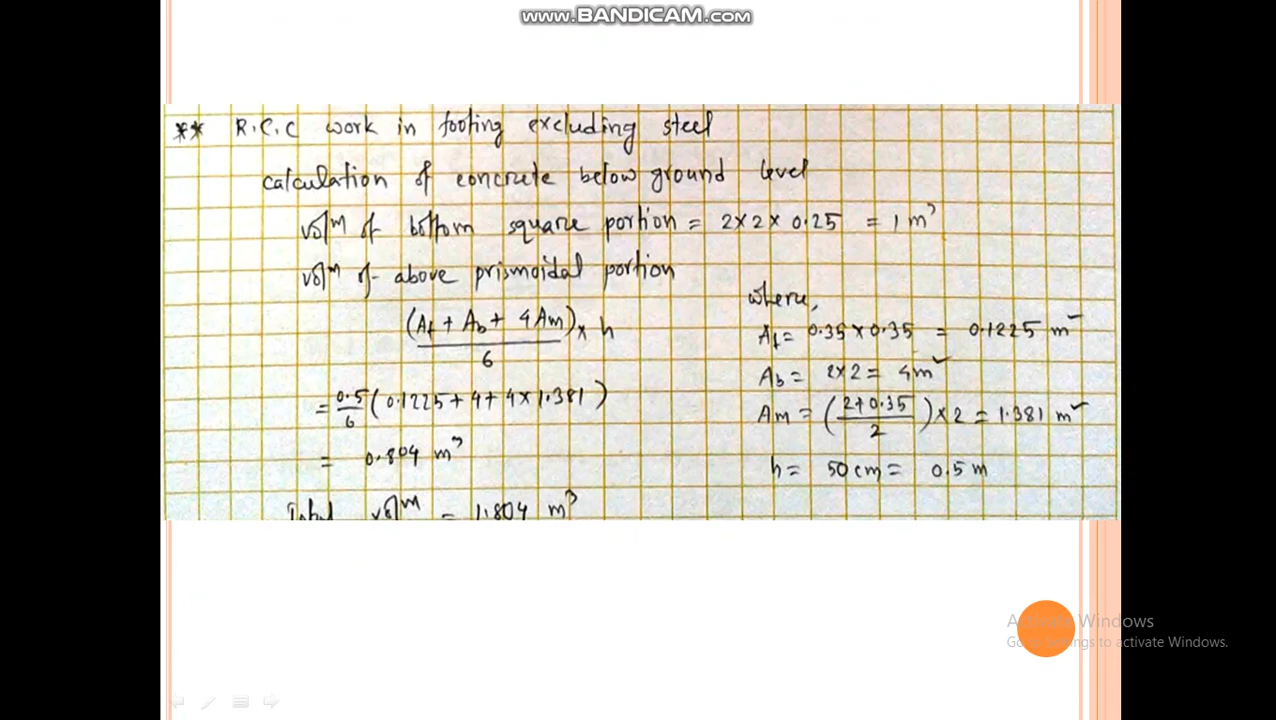 www.BANDICAM.com
** R.C.C work in footing excluding steel
calculation of concrete below ground level
volm of bottom square portion = 2×2×0.25 = 1 m³
volm of above prismoidal portion
(At + Ab + 4Am) × h
6
= 0.5/6 (0.1225 + 4 + 4×1.381)
= 0.804 m³
Total volm = 1.804 m³
where,
At = 0.35×0.35 = 0.1225 m²
Ab = 2×2 = 4m²
Am = (2+0.35/2)×2 = 1.381 m²
h = 50cm = 0.5 m
Activate Windows
Go to Settings to activate Windows.